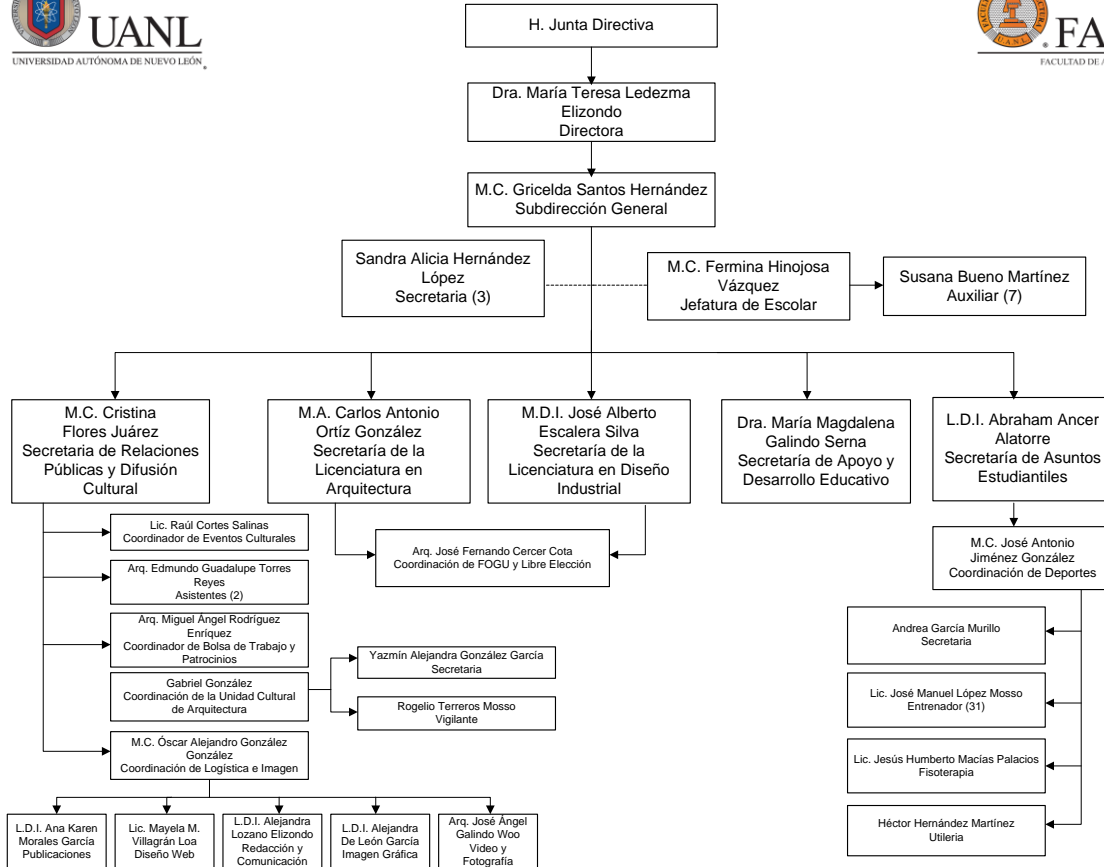 UANL
UNIVERSIDAD AUTÓNOMA DE NUEVO LEÓN
FA
FACULTAD DE A
H. Junta Directiva
Dra. María Teresa Ledezma
Elizondo
Directora
M.C. Gricelda Santos Hernández
Subdirección General
Sandra Alicia Hernández
López
Secretaria (3)
M.C. Fermina Hinojosa
Vázquez
Jefatura de Escolar
Susana Bueno Martínez
Auxiliar (7)
M.C. Cristina
Flores Juárez
Secretaria de Relaciones
Públicas y Difusión
Cultural
M.A. Carlos Antonio
Ortíz González
Secretaría de la
Licenciatura en
Arquitectura
M.D.I. José Alberto
Escalera Silva
Secretaría de la
Licenciatura en Diseño
Industrial
Dra. María Magdalena
Galindo Serna
Secretaría de Apoyo y
Desarrollo Educativo
L.D.I. Abraham Ancer
Alatorre
Secretaría de Asuntos
Estudiantiles
Lic. Raúl Cortes Salinas
Coordinador de Eventos Culturales
Arq. Edmundo Guadalupe Torres
Reyes
Asistentes (2)
Arq. Miguel Ángel Rodríguez
Enríquez
Coordinador de Bolsa de Trabajo y
Patrocinios
Gabriel González
Coordinación de la Unidad Cultural
de Arquitectura
Yazmín Alejandra González García
Secretaria
Rogelio Terreros Mosso
Vigilante
M.C. Óscar Alejandro González
González
Coordinación de Logística e Imagen
L.D.I. Ana Karen
Morales García
Publicaciones
Lic. Mayela M.
Villagrán Loa
Diseño Web
L.D.I. Alejandra
Lozano Elizondo
Redacción y
Comunicación
L.D.I. Alejandra
De León García
Imagen Gráfica
Arq. José Ángel
Galindo Woo
Video y
Fotografía
Arq. José Fernando Cercer Cota
Coordinación de FOGU y Libre Elección
M.C. José Antonio
Jiménez González
Coordinación de Deportes
Andrea García Murillo
Secretaria
Lic. José Manuel López Mosso
Entrenador (31)
Lic. Jesús Humberto Macías Palacios
Fisoterapia
Héctor Hernández Martínez
Utileria